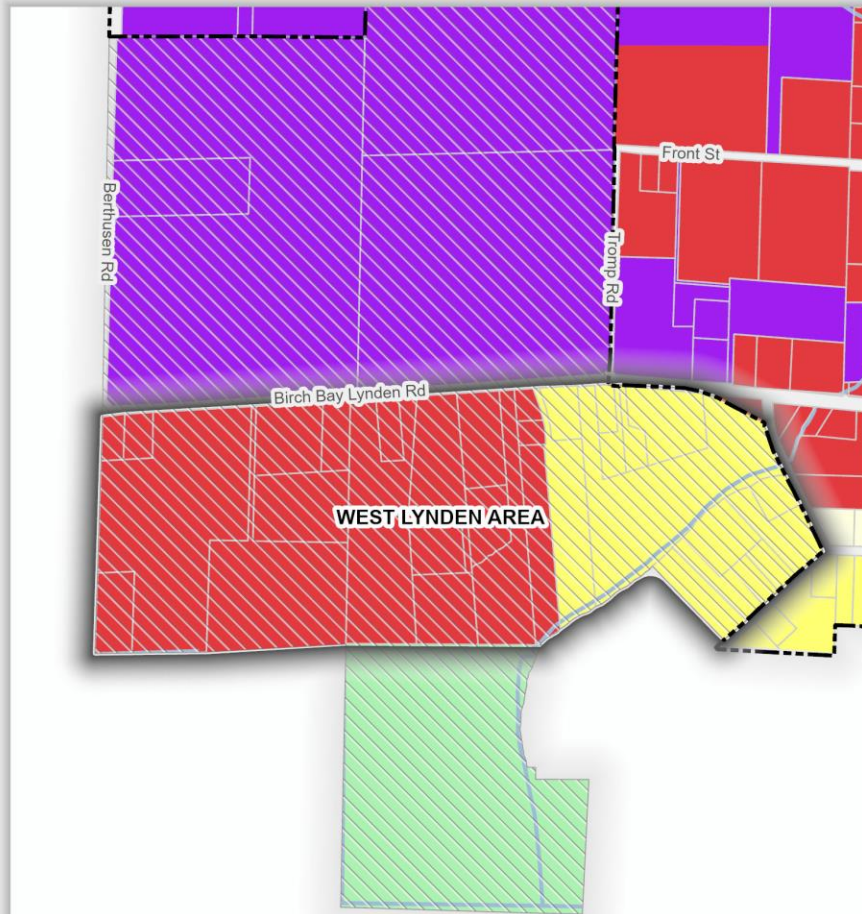 Front St
Berthusen Rd
Tromp Rd
Birch Bay Lynden Rd
WEST LYNDEN AREA